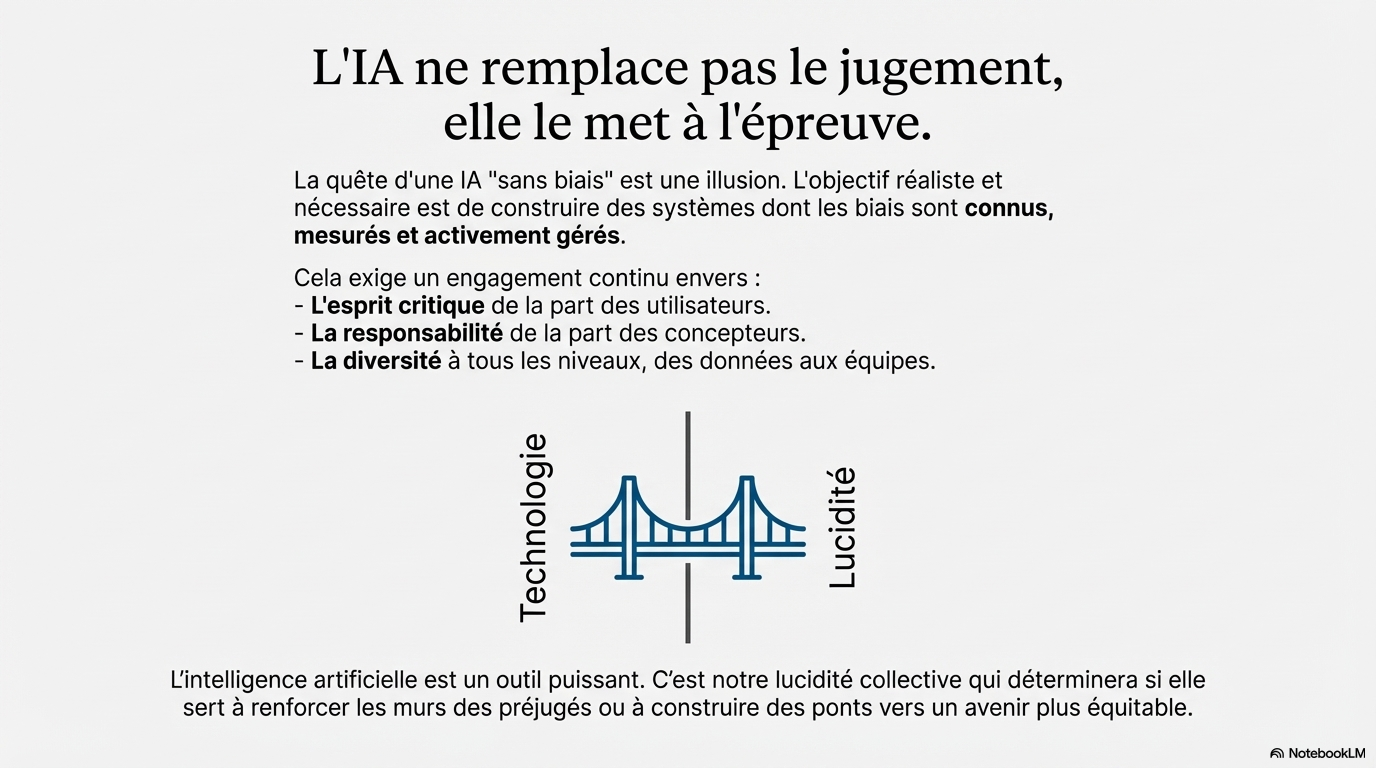 L'IA ne remplace pas le jugement,
elle le met à l'épreuve.
La quête d'une IA "sans biais" est une illusion. L'objectif réaliste et
nécessaire est de construire des systèmes dont les biais sont connus,
mesurés et activement gérés.
Cela exige un engagement continu envers :
- L'esprit critique de la part des utilisateurs.
- La responsabilité de la part des concepteurs.
- La diversité à tous les niveaux, des données aux équipes.
Technologie
Lucidité
L’intelligence artificielle est un outil puissant. C’est notre lucidité collective qui déterminera si elle
sert à renforcer les murs des préjugés ou à construire des ponts vers un avenir plus équitable.
NotebookLM